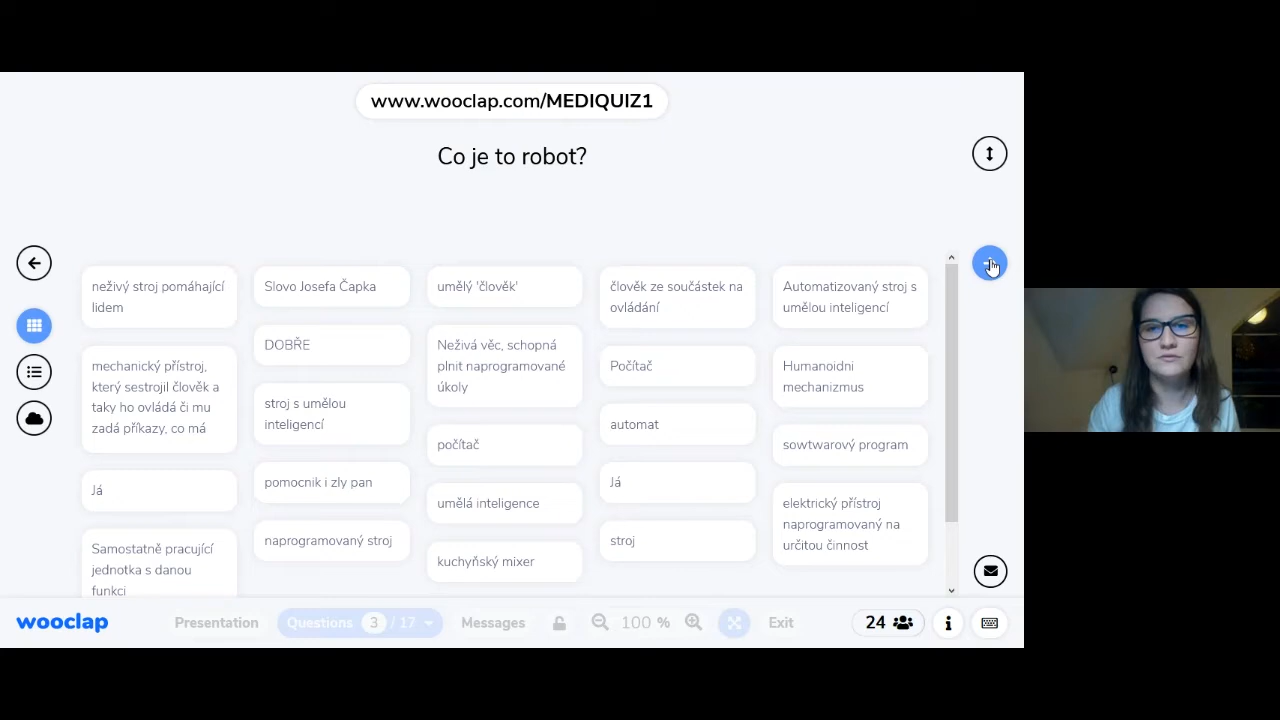 www.wooclap.com/MEDIQUIZ1
Co je to robot?
neživý stroj pomáhající
lidem
mechanický přístroj,
který sestrojil člověk a
taky ho ovládá či mu
zadá příkazy, co má
Já
Samostatně pracující
jednotka s danou
funkci
Slovo Josefa Čapka
DOBŘE
stroj s umělou
inteligencí
pomocnik i zly pan
naprogramovaný stroj
umělý 'člověk'
Neživá věc, schopná
plnit naprogramované
úkoly
počítač
umělá inteligence
kuchyňský mixer
člověk ze součástek na
ovládání
Počítač
automat
Já
stroj
Automatizovaný stroj s
umělou inteligencí
Humanoidni
mechanizmus
sowtwarový program
elektrický přístroj
naprogramovaný na
určitou činnost
wooclap
Presentation
Questions 3 / 17
Messages
100 %
Exit
24